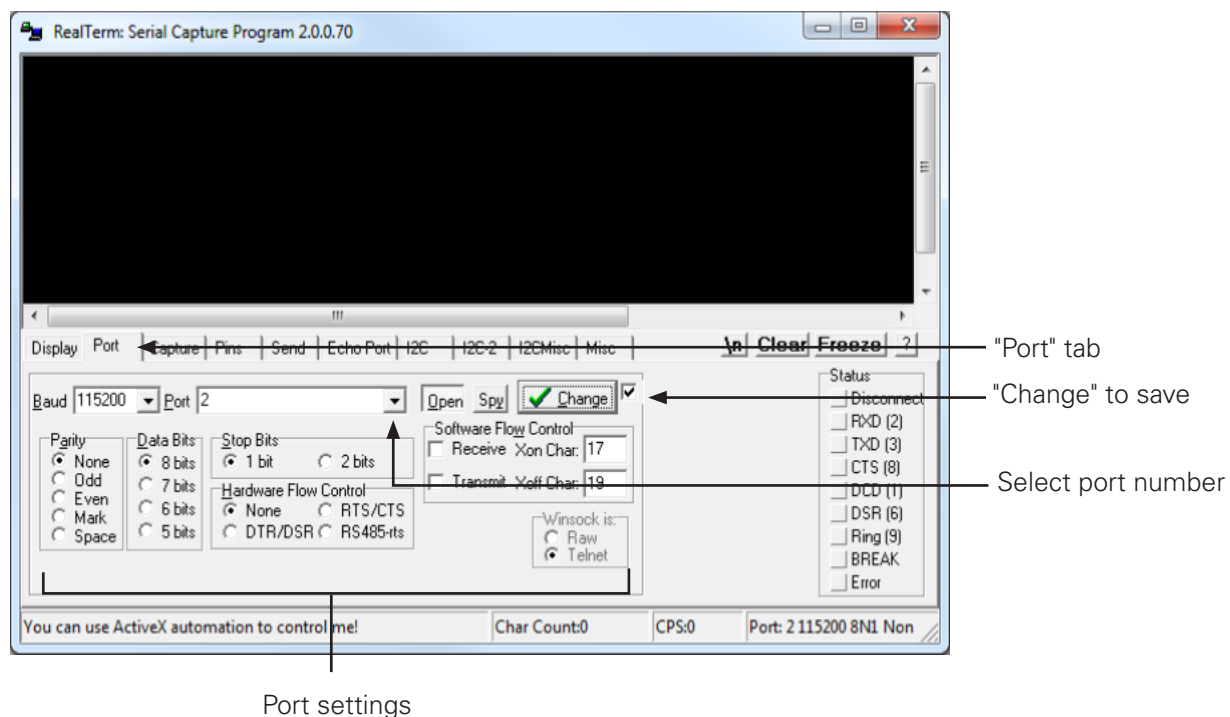 RealTerm: Serial Capture Program 2.0.0.70
Display Port Capture Pins Send Echo Port I2C I2C-2 I2CMisc Misc \n Clear Freeze ?
"Port" tab
Baud 115200 Port 2 Open Spy Change
"Change" to save
Status
Disconnect
RXD (2)
TXD (3)
CTS (8)
DCD (1)
DSR (6)
Ring (9)
BREAK
Error
Select port number
Parity
None
Odd
Even
Mark
Space
Data Bits
8 bits
7 bits
6 bits
5 bits
Stop Bits
1 bit 2 bits
Hardware Flow Control
None RTS/CTS
DTR/DSR RS485-rts
Software Flow Control
Receive Xon Char: 17
Transmit Xoff Char: 19
Winsock is:
Raw
Telnet
You can use ActiveX automation to control me! Char Count:0 CPS:0 Port: 2 115200 8N1 Non
Port settings